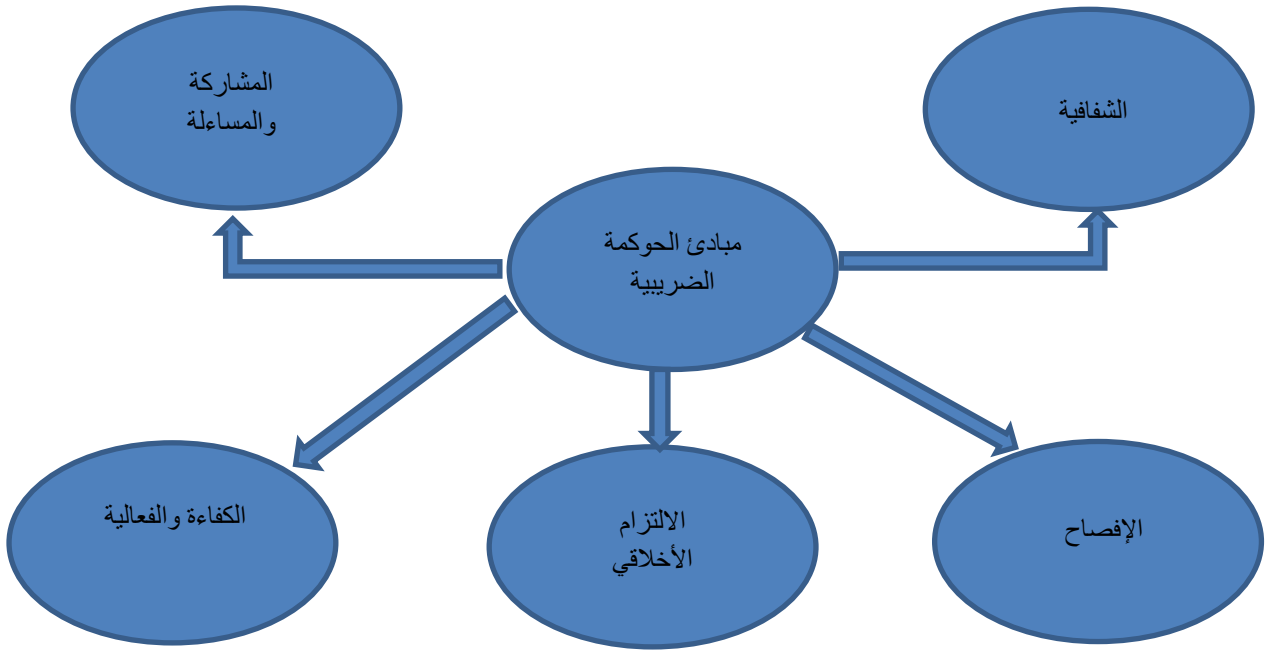 الشفافية
المشاركة
والمساءلة
مبادئ الحوكمة
الضريبية
الإفصاح
الالتزام
الأخلاقي
الكفاءة والفعالية